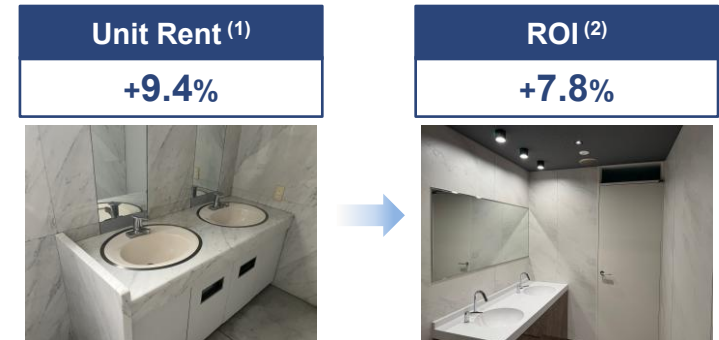 Unit Rent (1)
ROI (2)
+9.4%
+7.8%